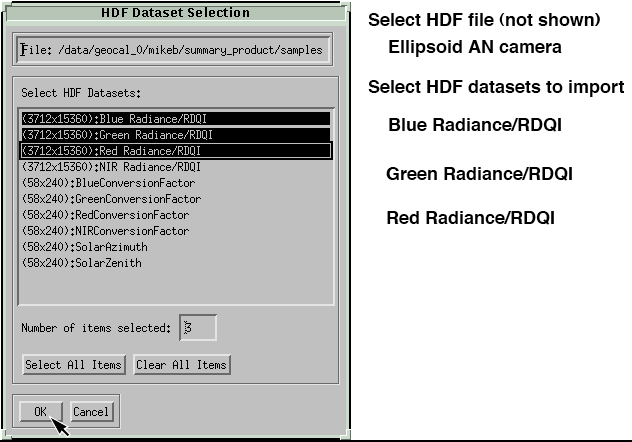 HDF Dataset Selection
File: /data/geocal_0/mikeb/summary_product/samples
Select HDF Datasets:
(3712x15360):Blue Radiance/RDQI
(3712x15360):Green Radiance/RDQI
(3712x15360):Red Radiance/RDQI
(3712x15360):NIR Radiance/RDQI
(58x240):BlueConversionFactor
(58x240):GreenConversionFactor
(58x240):RedConversionFactor
(58x240):NIRConversionFactor
(58x240):SolarAzimuth
(58x240):SolarZenith
Number of items selected: 3
Select All Items Clear All Items
OK Cancel
Select HDF file (not shown)
Ellipsoid AN camera
Select HDF datasets to import
Blue Radiance/RDQI
Green Radiance/RDQI
Red Radiance/RDQI